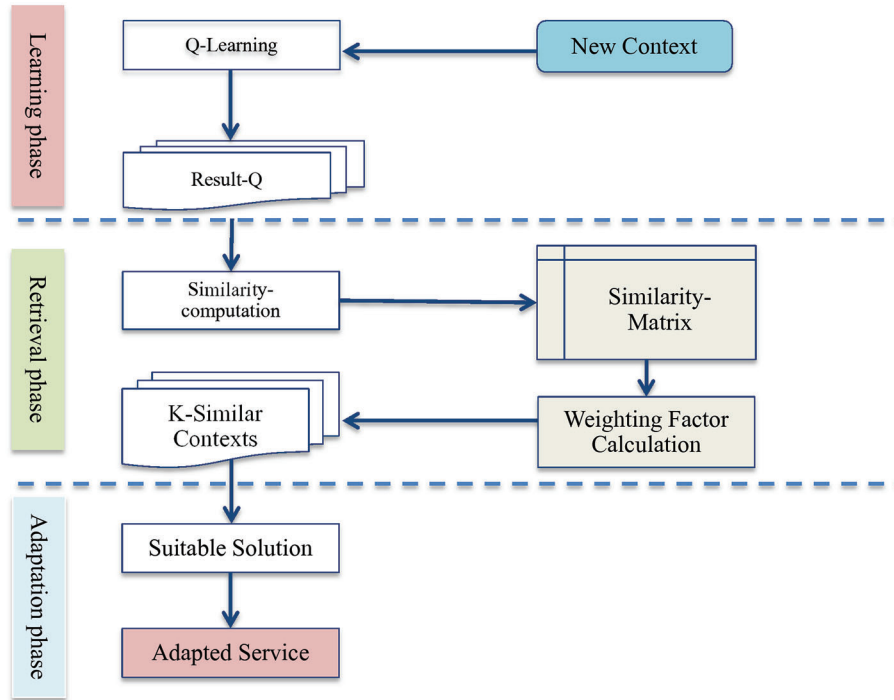 Learning phase
Q-Learning
New Context
Result-Q
Retrieval phase
Similarity-
computation
Similarity-
Matrix
K-Similar
Contexts
Weighting Factor
Calculation
Adaptation phase
Suitable Solution
Adapted Service